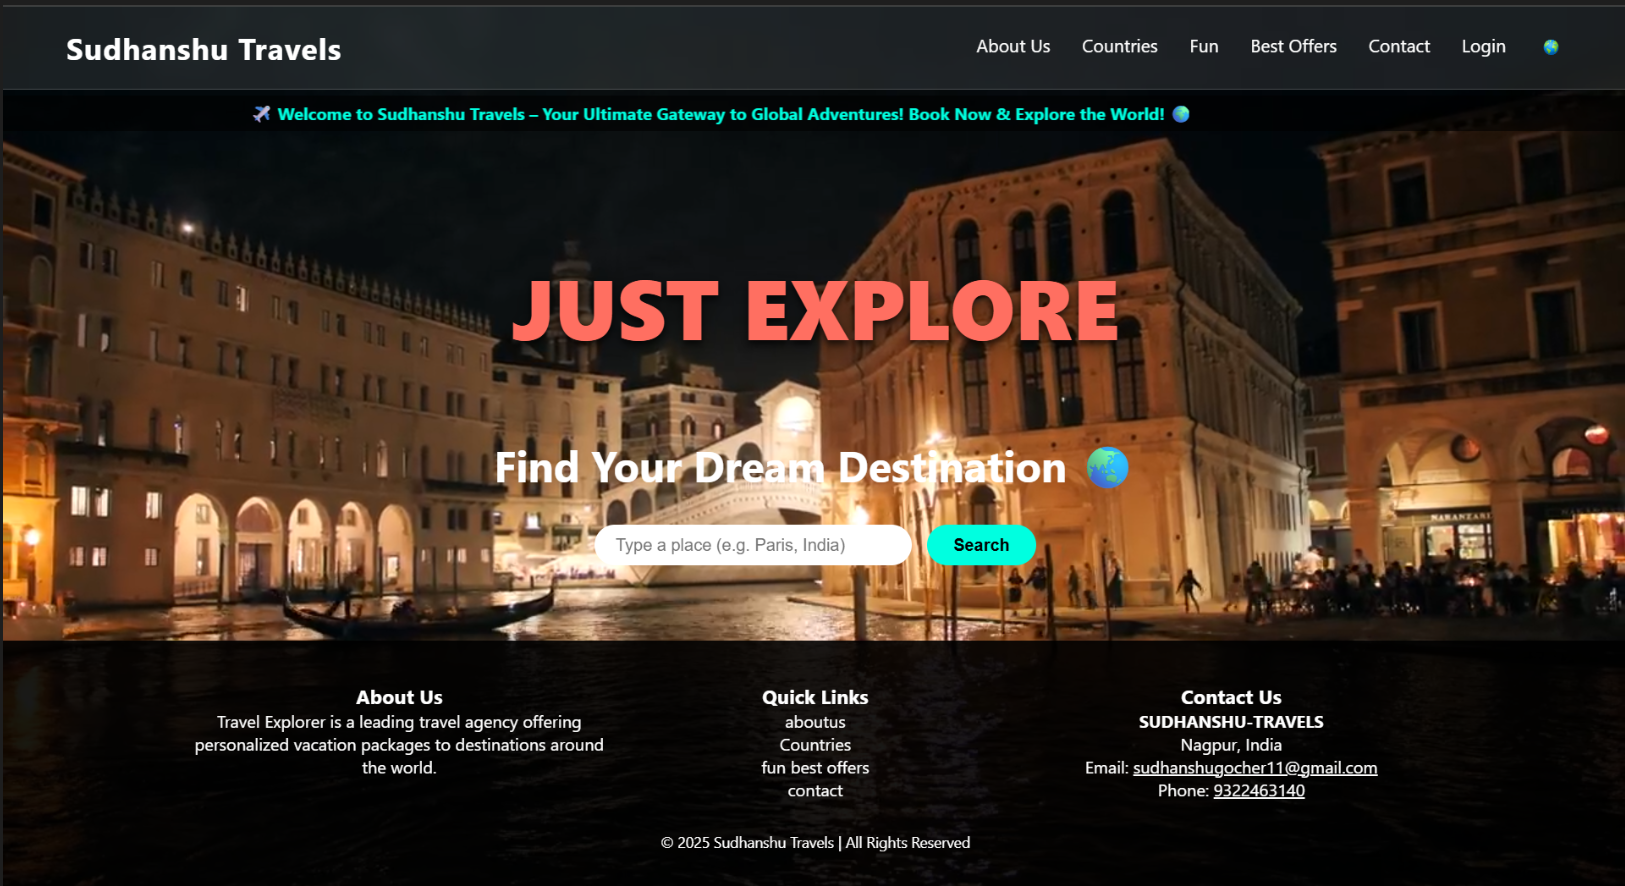 Sudhanshu Travels
About Us Countries Fun Best Offers Contact Login
Welcome to Sudhanshu Travels – Your Ultimate Gateway to Global Adventures! Book Now & Explore the World!
JUST EXPLORE
Find Your Dream Destination
Type a place (e.g. Paris, India) Search
About Us
Travel Explorer is a leading travel agency offering
personalized vacation packages to destinations around
the world.
Quick Links
aboutus
Countries
fun best offers
contact
Contact Us
SUDHANSHU-TRAVELS
Nagpur, India
Email: sudhanshugocher11@gmail.com
Phone: 9322463140
© 2025 Sudhanshu Travels | All Rights Reserved